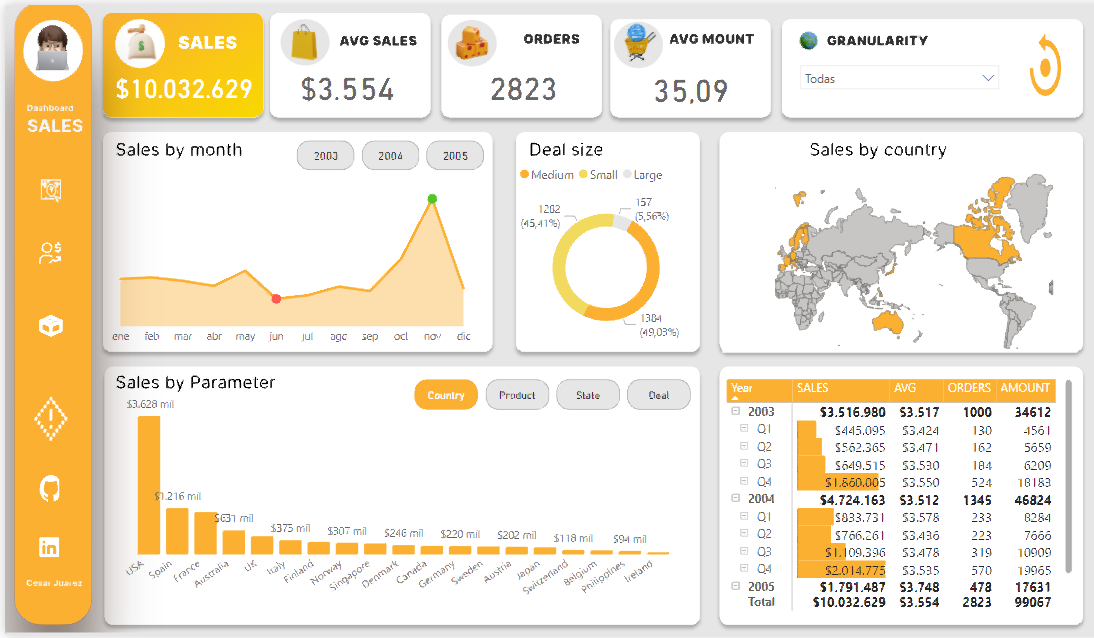 Dashboard
SALES
Cesar Juarez
SALES
$10.032.629
AVG SALES
$3.554
ORDERS
2823
AVG MOUNT
35,09
GRANULARITY
Todas
Sales by month
2003
2004
2005
ene feb mar abr may jun jul ago sep oct nov dic
Deal size
Medium Small Large
157
(5,56%)
1282
(45,41%)
1384
(49,03%)
Sales by country
Sales by Parameter
Country
Product
State
Deal
$3.628 mil
$1.216 mil
$631 mil
$375 mil
$307 mil
$246 mil
$220 mil
$202 mil
$118 mil
$94 mil
USA
Spain
France
Australia
UK
Italy
Finland
Norway
Singapore
Denmark
Canada
Germany
Sweden
Austria
Japan
Switzerland
Belgium
Philippines
Ireland
Year SALES AVG ORDERS AMOUNT
2003 $3.516.980 $3.517 1000 34612
Q1 $445.095 $3.424 130 4561
Q2 $562.365 $3.471 162 5659
Q3 $649.515 $3.530 184 6209
Q4 $1.860.005 $3.550 524 18183
2004 $4.724.163 $3.512 1345 46824
Q1 $833.731 $3.578 233 8284
Q2 $766.261 $3.436 223 7666
Q3 $1.109.396 $3.478 319 10909
Q4 $2.014.775 $3.535 570 19965
2005 $1.791.487 $3.748 478 17631
Total $10.032.629 $3.554 2823 99067